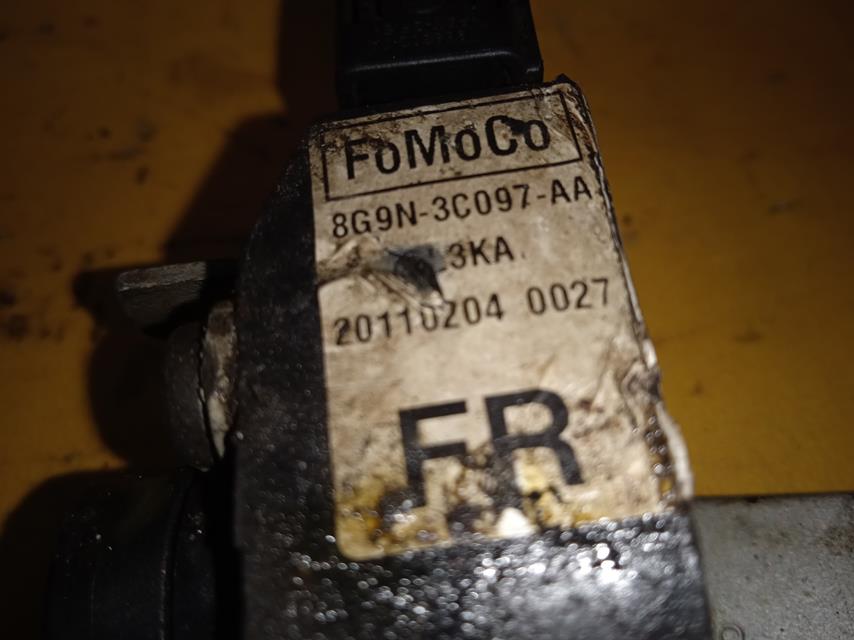 FoMoCo
8G9N-3C097-AA
3KA
20110204 0027
FR